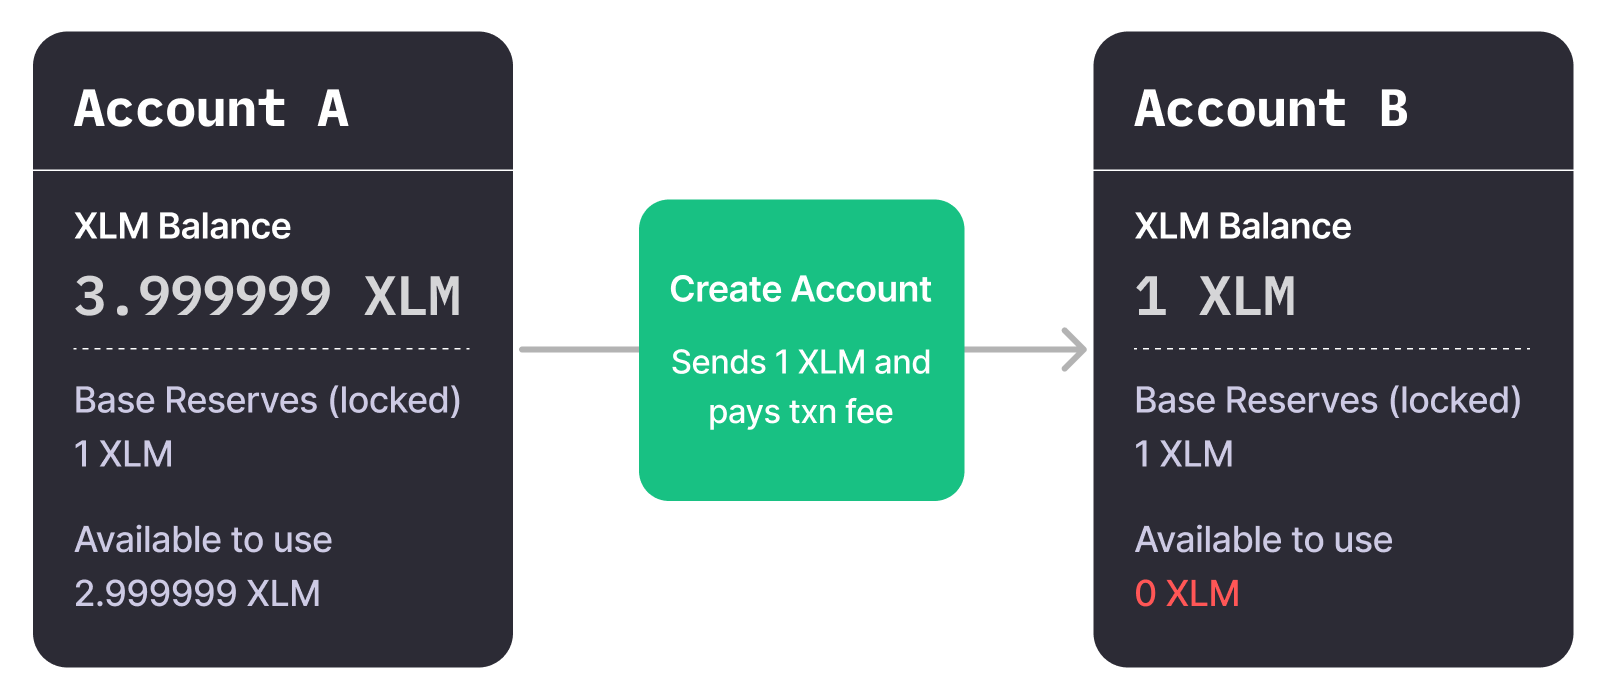 Account A
XLM Balance
3.999999 XLM
Base Reserves (locked)
1 XLM
Available to use
2.999999 XLM
Create Account
Sends 1 XLM and
pays txn fee
Account B
XLM Balance
1 XLM
Base Reserves (locked)
1 XLM
Available to use
0 XLM